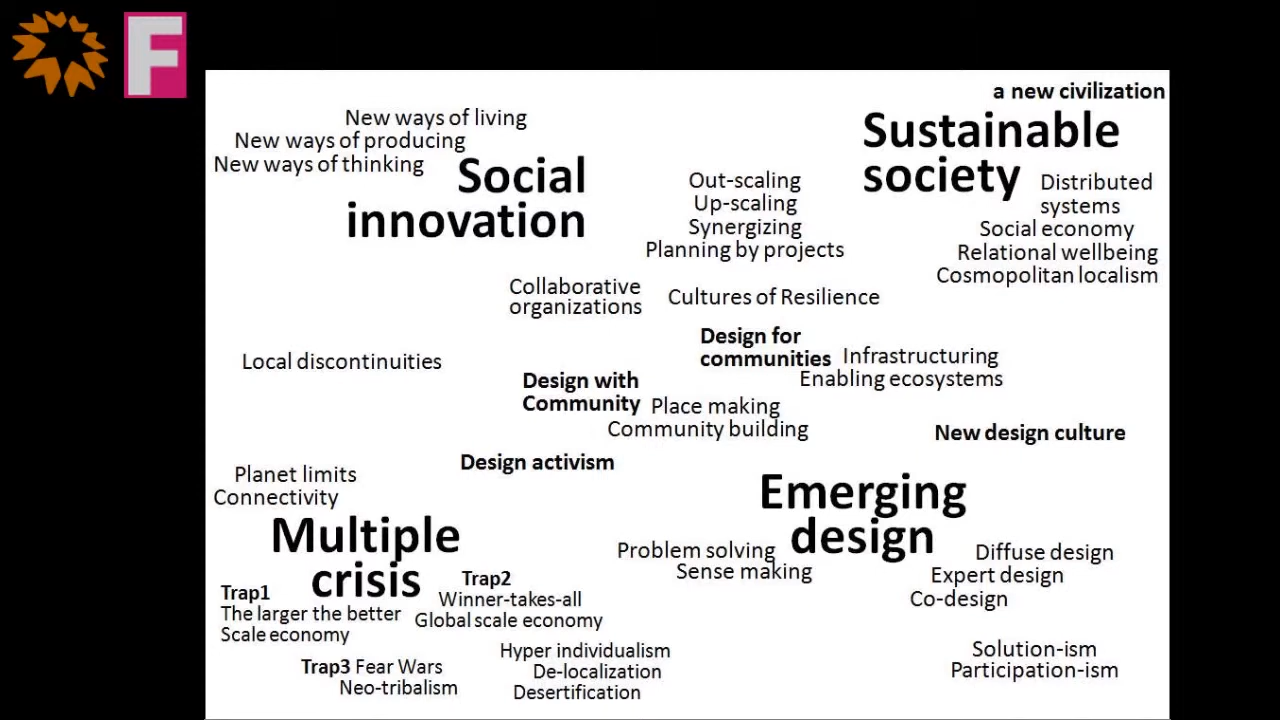 F
a new civilization
Sustainable
society
Distributed
systems
Social economy
Relational wellbeing
Cosmopolitan localism
New ways of living
New ways of producing
New ways of thinking
Social
innovation
Out-scaling
Up-scaling
Synergizing
Planning by projects
Collaborative
organizations
Cultures of Resilience
Design for
communities
Infrastructuring
Enabling ecosystems
Local discontinuities
Design with
Community
Place making
Community building
New design culture
Design activism
Planet limits
Connectivity
Multiple
crisis
Emerging
design
Problem solving
Sense making
Diffuse design
Expert design
Co-design
Trap1
The larger the better
Scale economy
Trap2
Winner-takes-all
Global scale economy
Trap3 Fear Wars
Neo-tribalism
Hyper individualism
De-localization
Desertification
Solution-ism
Participation-ism